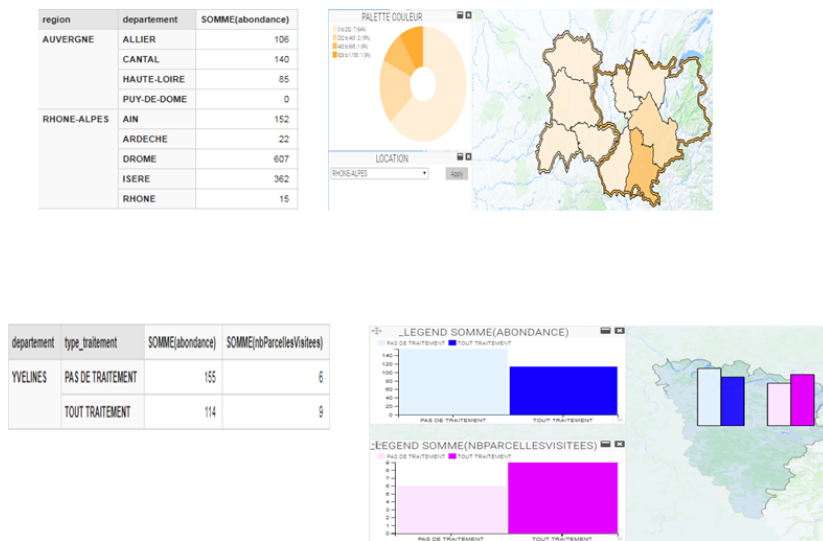 region departement SOMME(abondance)
AUVERGNE ALLIER 106
CANTAL 140
HAUTE-LOIRE 85
PUY-DE-DOME 0
RHONE-ALPES AIN 152
ARDECHE 22
DROME 607
ISERE 362
RHONE 15
PALETTE COULEUR
LOCATION
RHONE-ALPES Apply
departement type_traitement SOMME(abondance) SOMME(nbParcellesVisitees)
YVELINES PAS DE TRAITEMENT 155 6
TOUT TRAITEMENT 114 9
_LEGEND SOMME(ABONDANCE)
PAS DE TRAITEMENT TOUT TRAITEMENT
140
120
100
80
60
40
20
0
PAS DE TRAITEMENT TOUT TRAITEMENT
LEGEND SOMME(NBPARCELLESVISITEES)
PAS DE TRAITEMENT TOUT TRAITEMENT
9
8
7
6
5
4
3
2
1
0
PAS DE TRAITEMENT TOUT TRAITEMENT